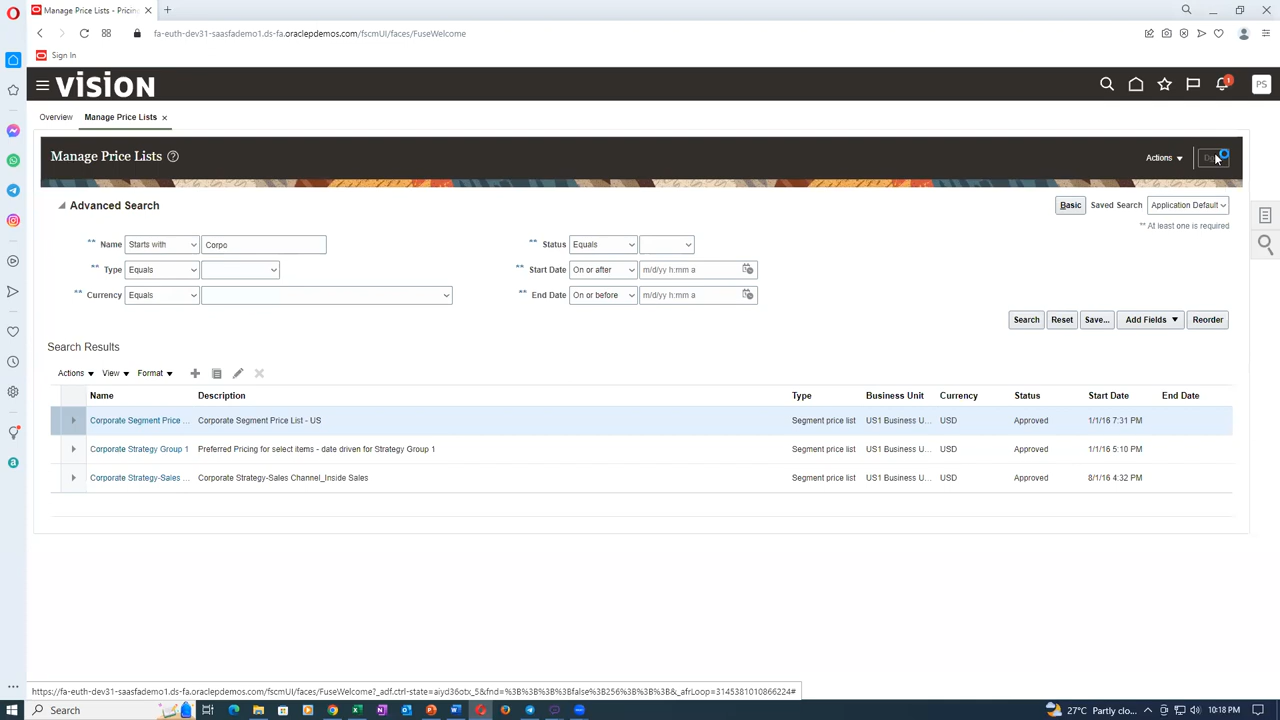 Manage Price Lists - Pricin
fa-euth-dev31-saasfademo1.ds-fa.oraclepdemos.com/fscmUI/faces/FuseWelcome
Sign In
VISION
1
PS
Overview Manage Price Lists
Manage Price Lists
Actions
Advanced Search
Basic Saved Search Application Default
** At least one is required
** Name Starts with Corpo ** Status Equals
** Type Equals ** Start Date On or after m/d/yy h:mm a
** Currency Equals ** End Date On or before m/d/yy h:mm a
Search Reset Save... Add Fields Reorder
Search Results
Actions View Format
Name Description Type Business Unit Currency Status Start Date End Date
Corporate Segment Price ... Corporate Segment Price List - US Segment price list US1 Business U... USD Approved 1/1/16 7:31 PM
Corporate Strategy Group 1 Preferred Pricing for select items - date driven for Strategy Group 1 Segment price list US1 Business U... USD Approved 1/1/16 5:10 PM
Corporate Strategy-Sales ... Corporate Strategy-Sales Channel_Inside Sales Segment price list US1 Business U... USD Approved 8/1/16 4:32 PM
https://fa-euth-dev31-saasfademo1.ds-fa.oraclepdemos.com/fscmUI/faces/FuseWelcome?_adf.ctrl-state=aiyd36otx_5&fnd=%3B%3B%3B%3Bfalse%3B256%3B%3B%3B&_afrLoop=3145381010866224#
Search 27°C Partly clo... 10:18 PM